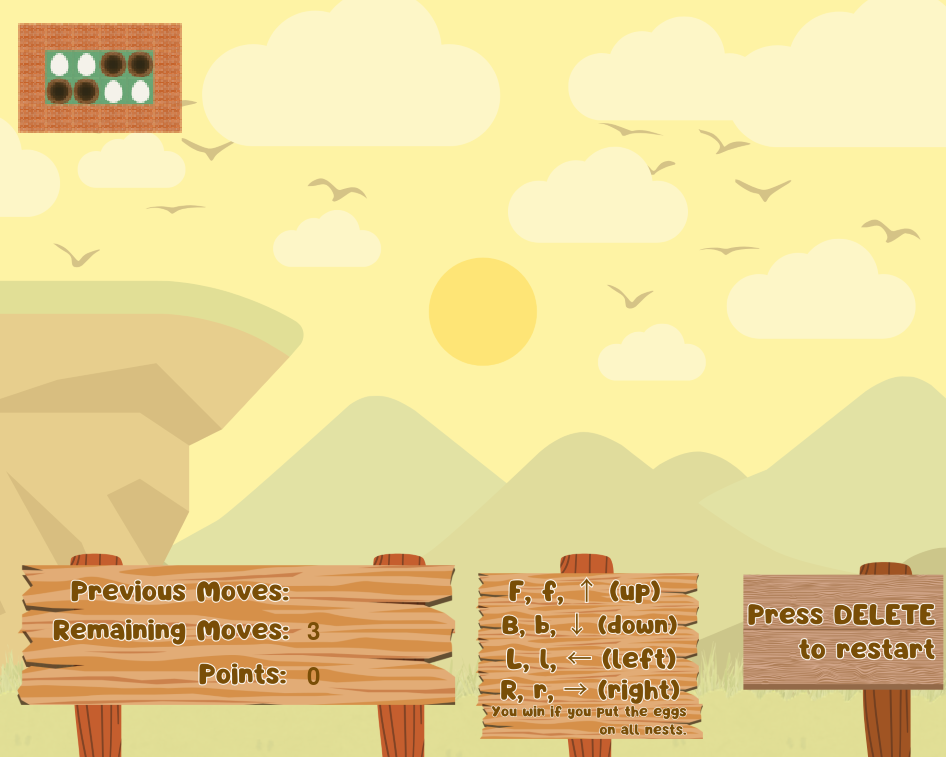 Previous Moves:
Remaining Moves: 3
Points: 0
F, f, ↑ (up)
B, b, ↓ (down)
L, l, ← (left)
R, r, → (right)
You win if you put the eggs
on all nests.
Press DELETE
to restart